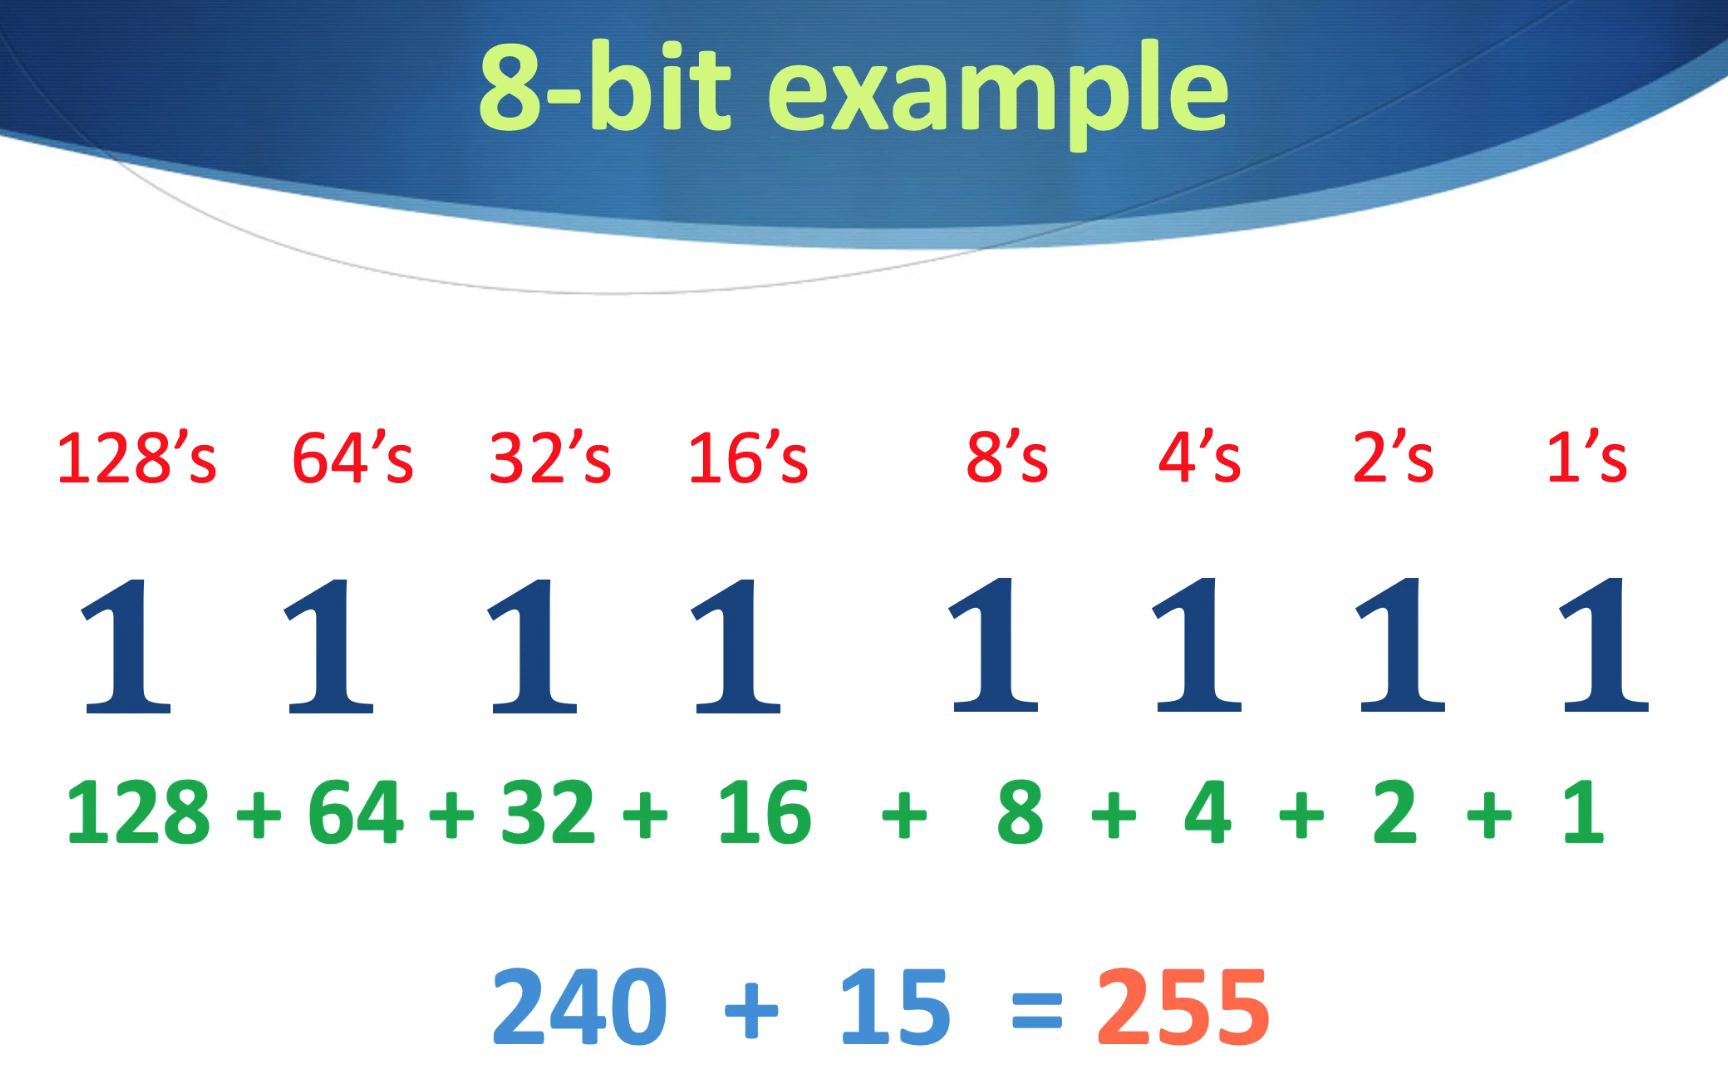 8-bit example
128’s 64’s 32’s 16’s 8’s 4’s 2’s 1’s
1 1 1 1 1 1 1 1
128 + 64 + 32 + 16 + 8 + 4 + 2 + 1
240 + 15 = 255